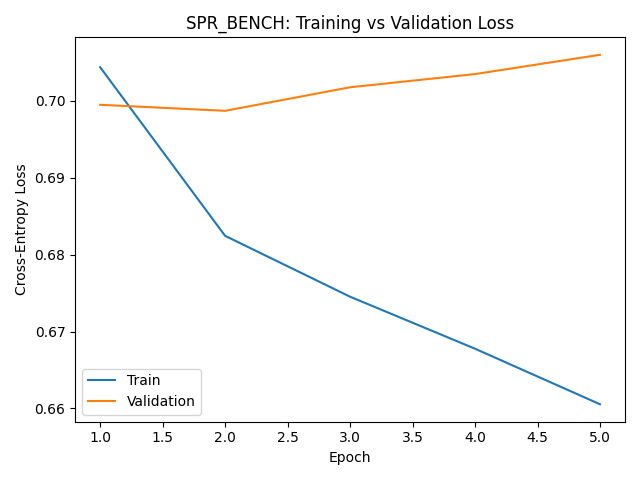 SPR_BENCH: Training vs Validation Loss
Cross-Entropy Loss
0.70
0.69
0.68
0.67
0.66
Train
Validation
1.0 1.5 2.0 2.5 3.0 3.5 4.0 4.5 5.0
Epoch